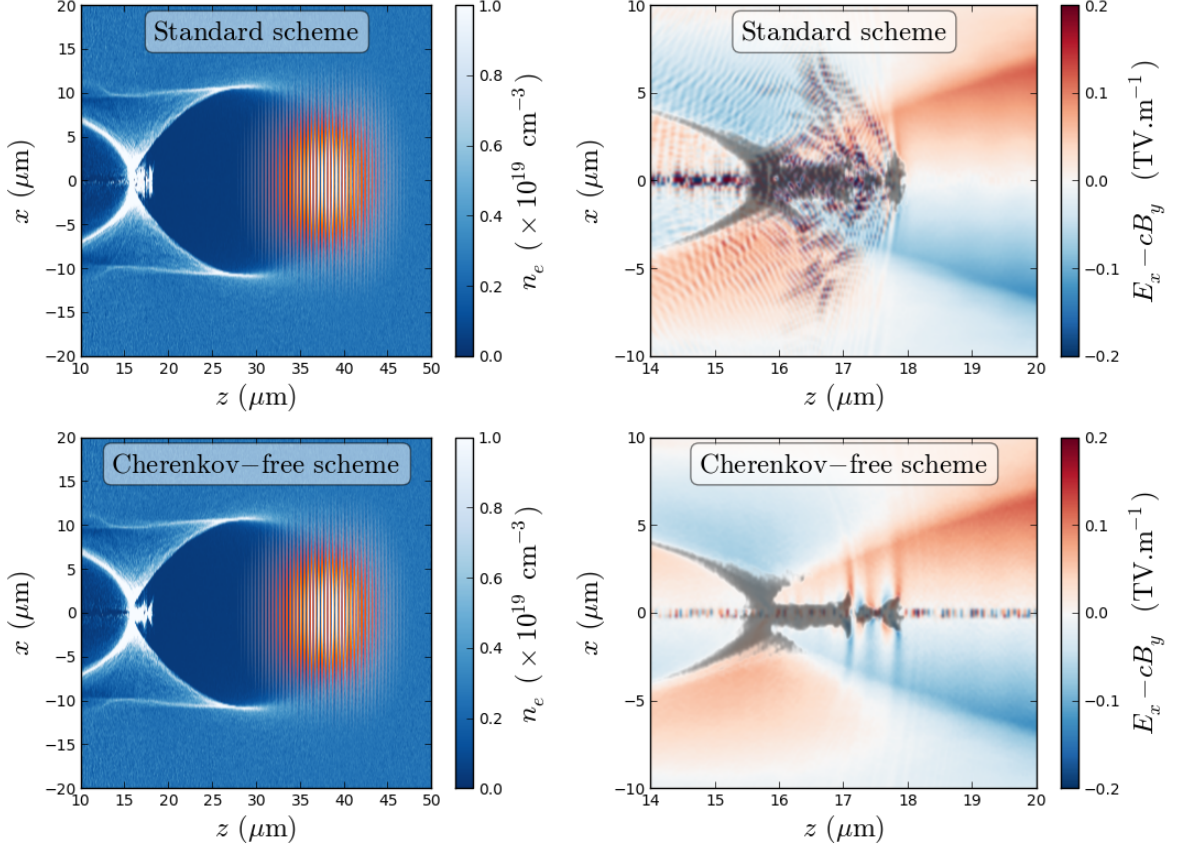 Standard scheme
20
15
10
5
0
−5
−10
−15
−20
x (μm)
10 15 20 25 30 35 40 45 50
z (μm)
1.0
0.8
0.6
0.4
0.2
0.0
n_e (×10^19 cm^−3)
Standard scheme
10
5
0
−5
−10
x (μm)
14 15 16 17 18 19 20
z (μm)
0.2
0.1
0.0
−0.1
−0.2
E_x−cB_y (TV.m^−1)
Cherenkov−free scheme
20
15
10
5
0
−5
−10
−15
−20
x (μm)
10 15 20 25 30 35 40 45 50
z (μm)
1.0
0.8
0.6
0.4
0.2
0.0
n_e (×10^19 cm^−3)
Cherenkov−free scheme
10
5
0
−5
−10
x (μm)
14 15 16 17 18 19 20
z (μm)
0.2
0.1
0.0
−0.1
−0.2
E_x−cB_y (TV.m^−1)